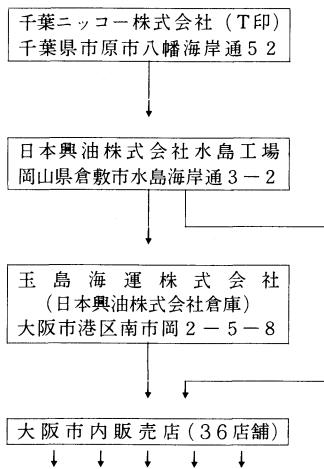 千葉ニッコー株式会社(T印)
千葉県市原市八幡海岸通52
日本興油株式会社水島工場
岡山県倉敷市水島海岸通3-2
玉島海運株式会社
(日本興油株式会社倉庫)
大阪市港区南市岡2-5-8
大阪市内販売店(36店舗)